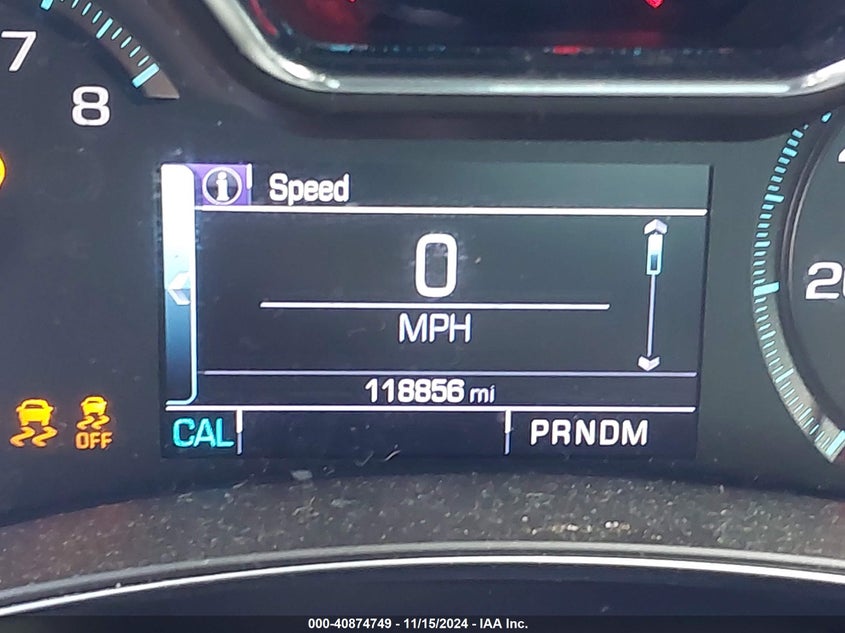 7
8
i Speed
0
MPH
118856 mi
OFF
CAL PRNDM
000-40874749 - 11/15/2024 - IAA Inc.